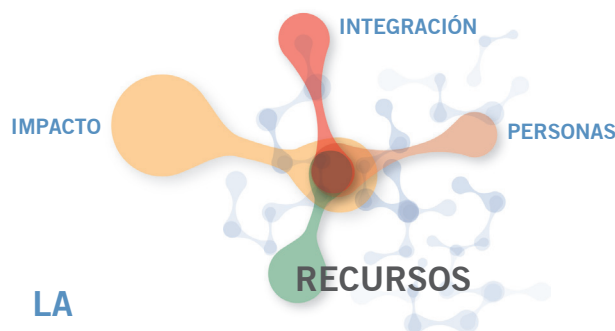 INTEGRACIÓN
IMPACTO
PERSONAS
RECURSOS
LA